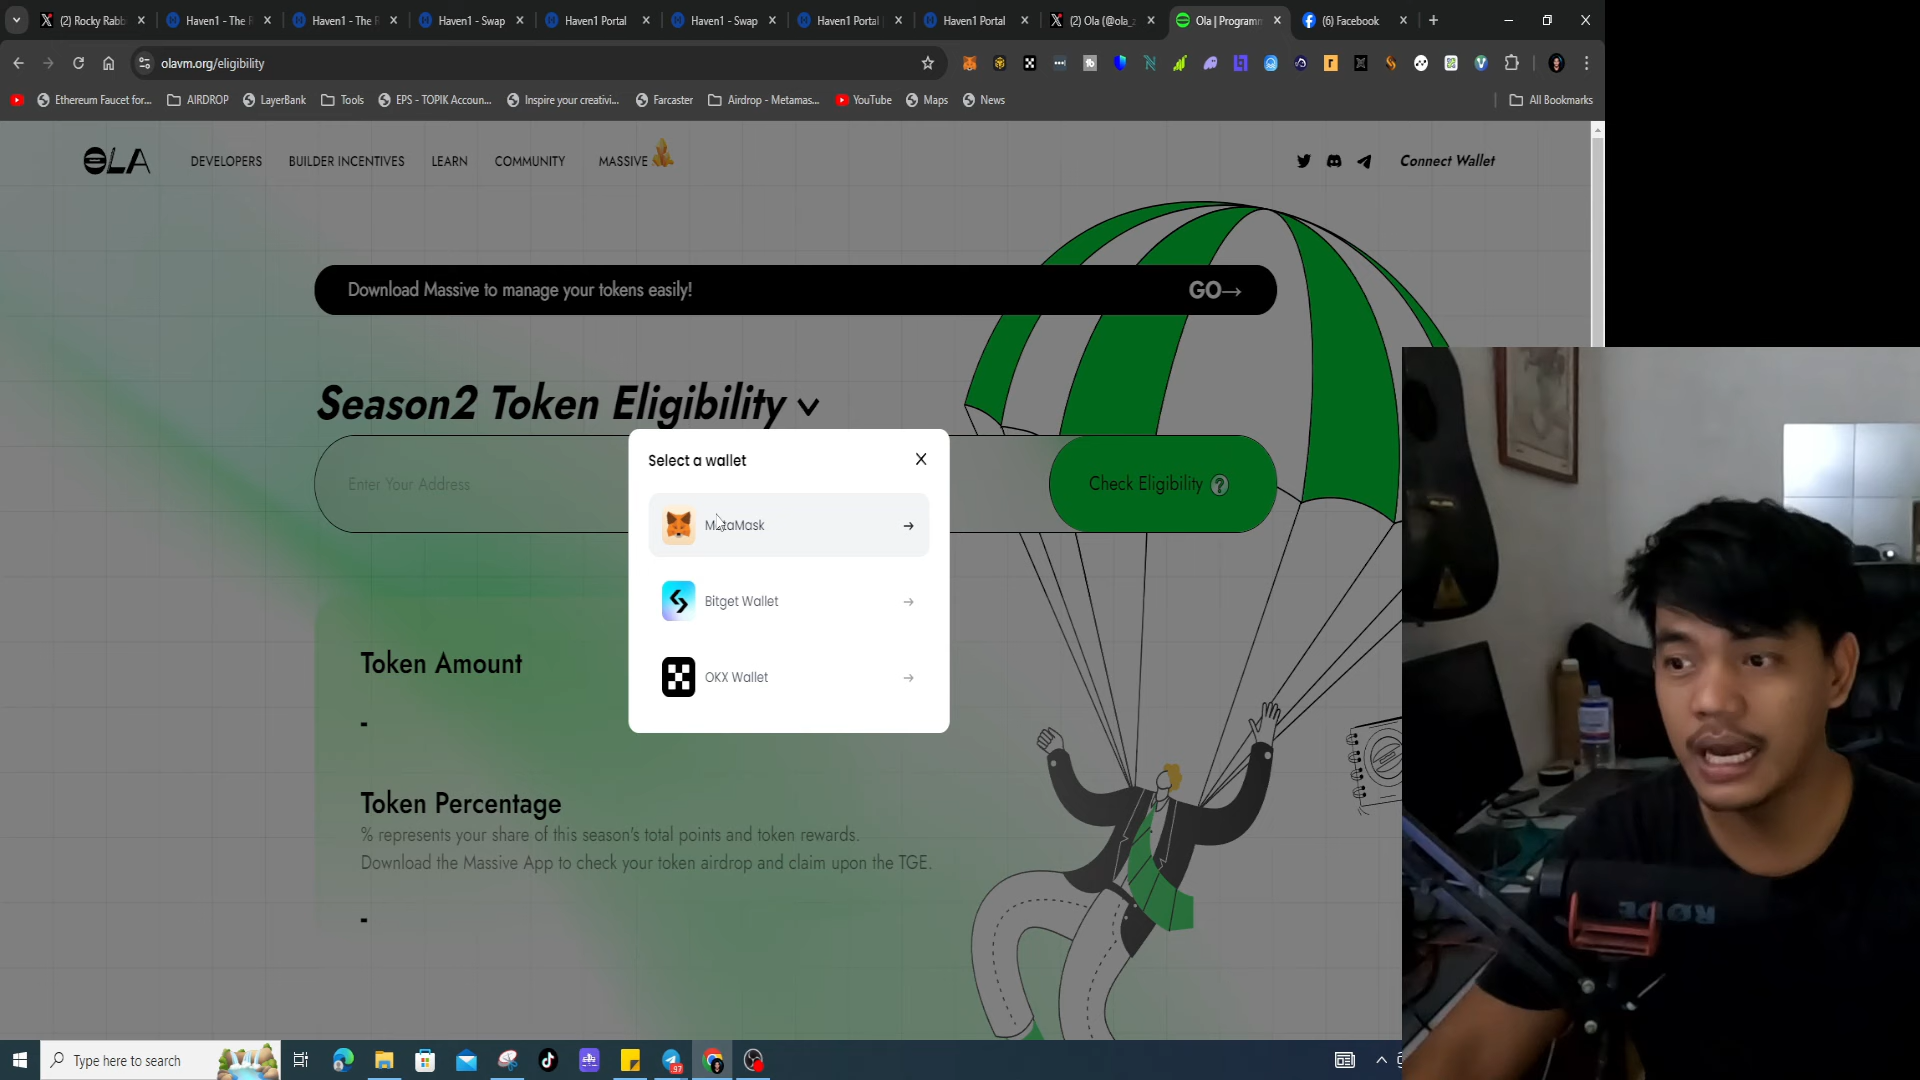 (2) Rocky Rabb
Haven1 - The R
Haven1 - The R
Haven1 - Swap
Haven1 Portal
Haven1 - Swap
Haven1 Portal
Haven1 Portal
(2) Ola (@ola_z
Ola | Programm
(6) Facebook
olavm.org/eligibility
Ethereum Faucet for...
AIRDROP
LayerBank
Tools
EPS - TOPIK Accoun...
Inspire your creativi...
Farcaster
Airdrop - Metamas...
YouTube
Maps
News
All Bookmarks
OLA
DEVELOPERS
BUILDER INCENTIVES
LEARN
COMMUNITY
MASSIVE
Connect Wallet
Download Massive to manage your tokens easily!
GO→
Season2 Token Eligibility
Enter Your Address
Check Eligibility ?
Select a wallet
MetaMask
Bitget Wallet
OKX Wallet
Token Amount
-
Token Percentage
% represents your share of this season's total points and token rewards.
Download the Massive App to check your token airdrop and claim upon the TGE.
-
RØDE
Type here to search
97